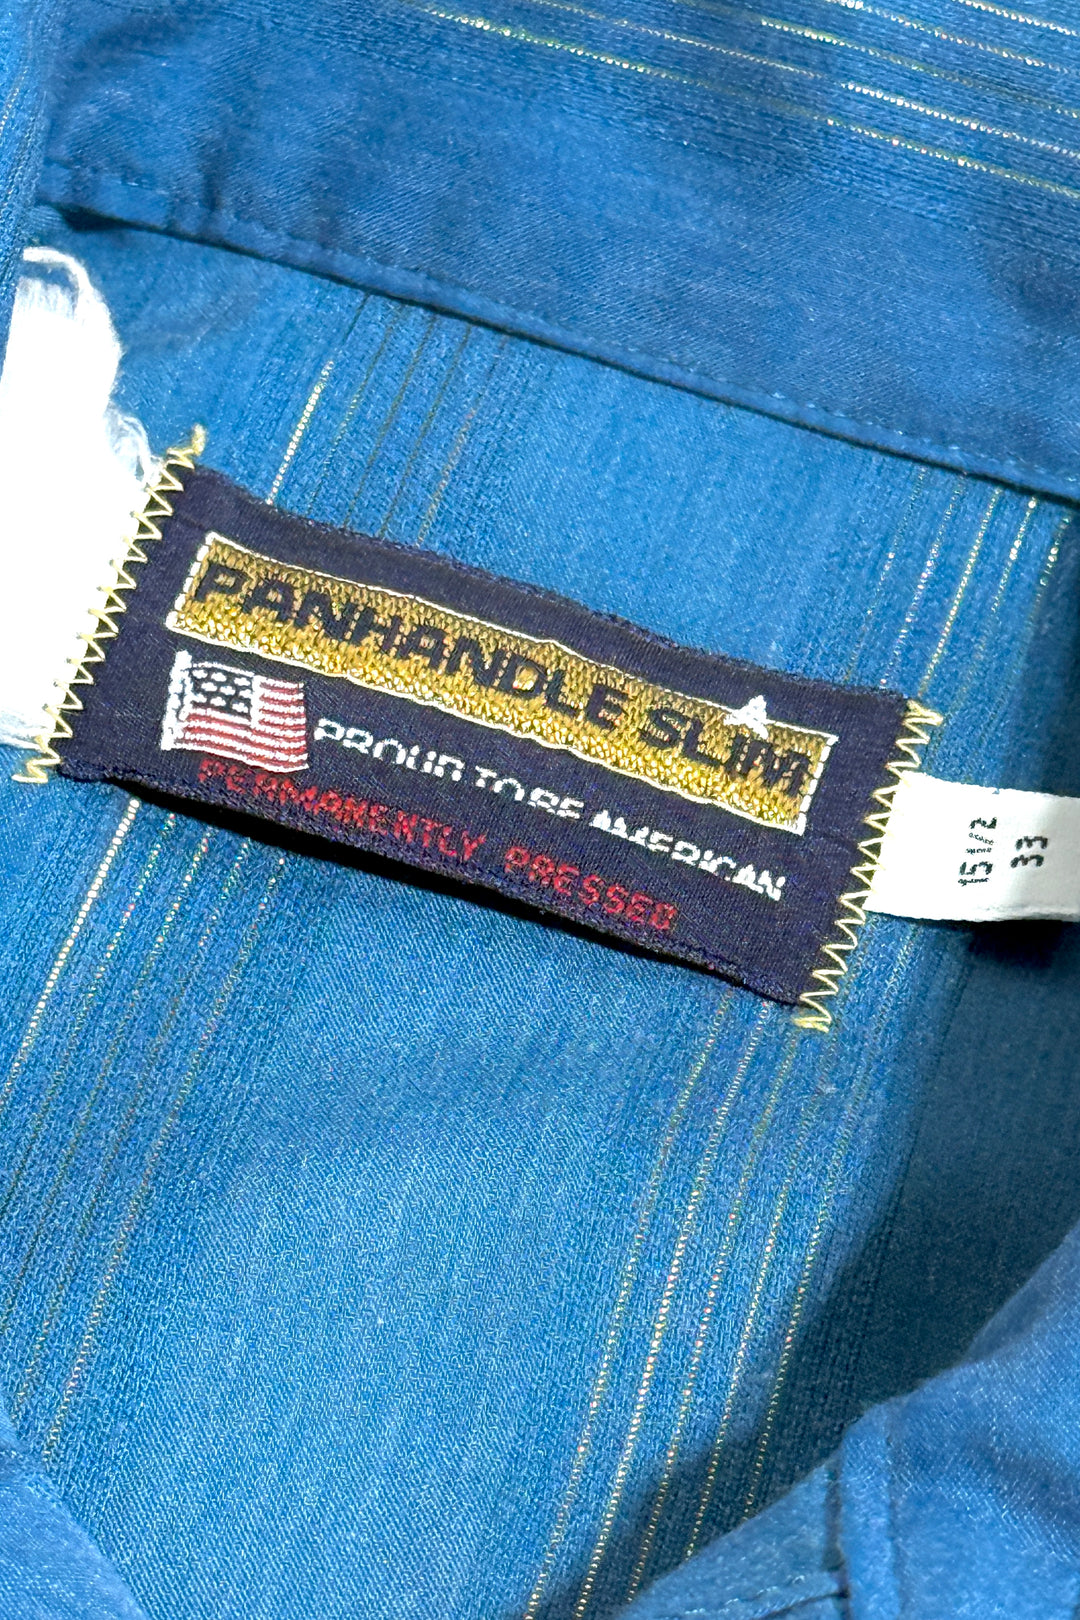 PANHANDLE SLIM
PROUD TO BE AMERICAN
PERMANENTLY PRESSED
15 1/2
33